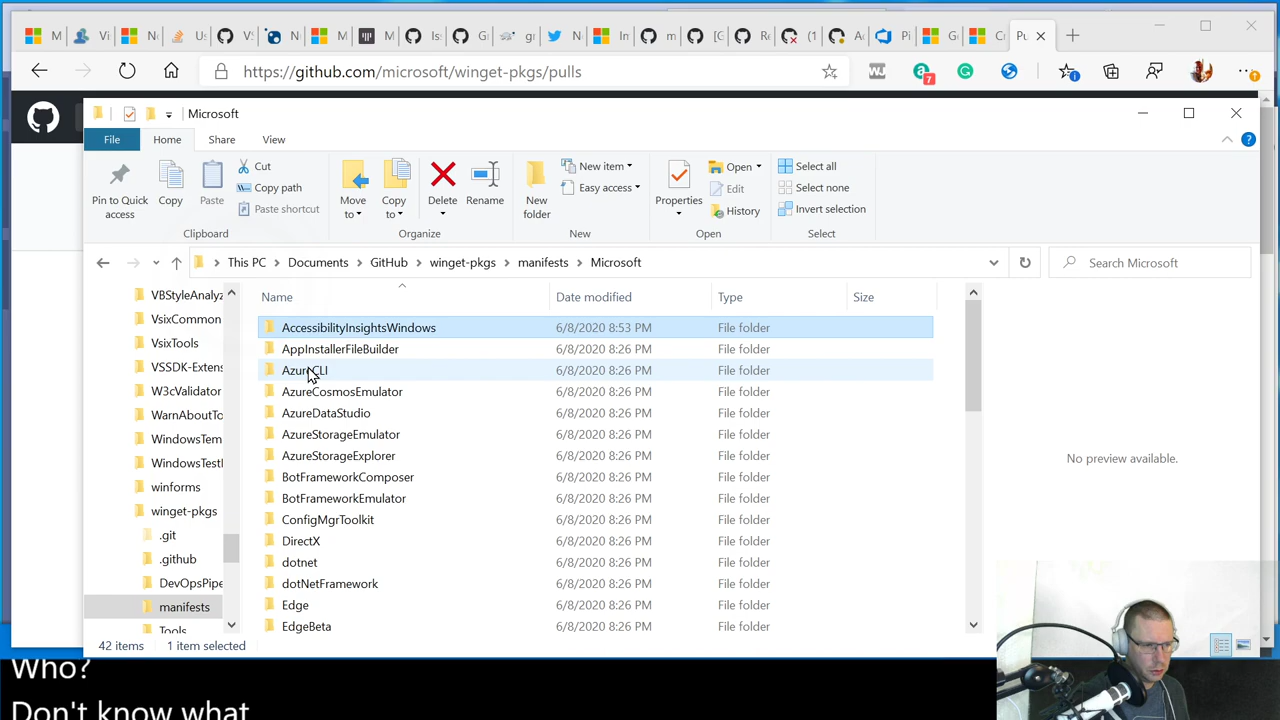 M
Vi
N
Us
V
N
M
M
Is
G
gr
N
In
m
[G
R
(1
A
Pi
G
C
Pu
https://github.com/microsoft/winget-pkgs/pulls
7
Microsoft
File
Home
Share
View
Pin to Quick access
Copy
Paste
Cut
Copy path
Paste shortcut
Clipboard
Move to
Copy to
Delete
Rename
Organize
New folder
New item
Easy access
New
Properties
Open
Edit
History
Open
Select all
Select none
Invert selection
Select
This PC
Documents
GitHub
winget-pkgs
manifests
Microsoft
Search Microsoft
VBStyleAnalyz
VsixCommon
VsixTools
VSSDK-Extens
W3cValidator
WarnAboutTo
WindowsTem
WindowsTestH
winforms
winget-pkgs
.git
.github
DevOpsPipe
manifests
Tools
Name Date modified Type Size
AccessibilityInsightsWindows 6/8/2020 8:53 PM File folder
AppInstallerFileBuilder 6/8/2020 8:26 PM File folder
AzureCLI 6/8/2020 8:26 PM File folder
AzureCosmosEmulator 6/8/2020 8:26 PM File folder
AzureDataStudio 6/8/2020 8:26 PM File folder
AzureStorageEmulator 6/8/2020 8:26 PM File folder
AzureStorageExplorer 6/8/2020 8:26 PM File folder
BotFrameworkComposer 6/8/2020 8:26 PM File folder
BotFrameworkEmulator 6/8/2020 8:26 PM File folder
ConfigMgrToolkit 6/8/2020 8:26 PM File folder
DirectX 6/8/2020 8:26 PM File folder
dotnet 6/8/2020 8:26 PM File folder
dotNetFramework 6/8/2020 8:26 PM File folder
Edge 6/8/2020 8:26 PM File folder
EdgeBeta 6/8/2020 8:26 PM File folder
No preview available.
42 items
1 item selected
Who?
Don't know what